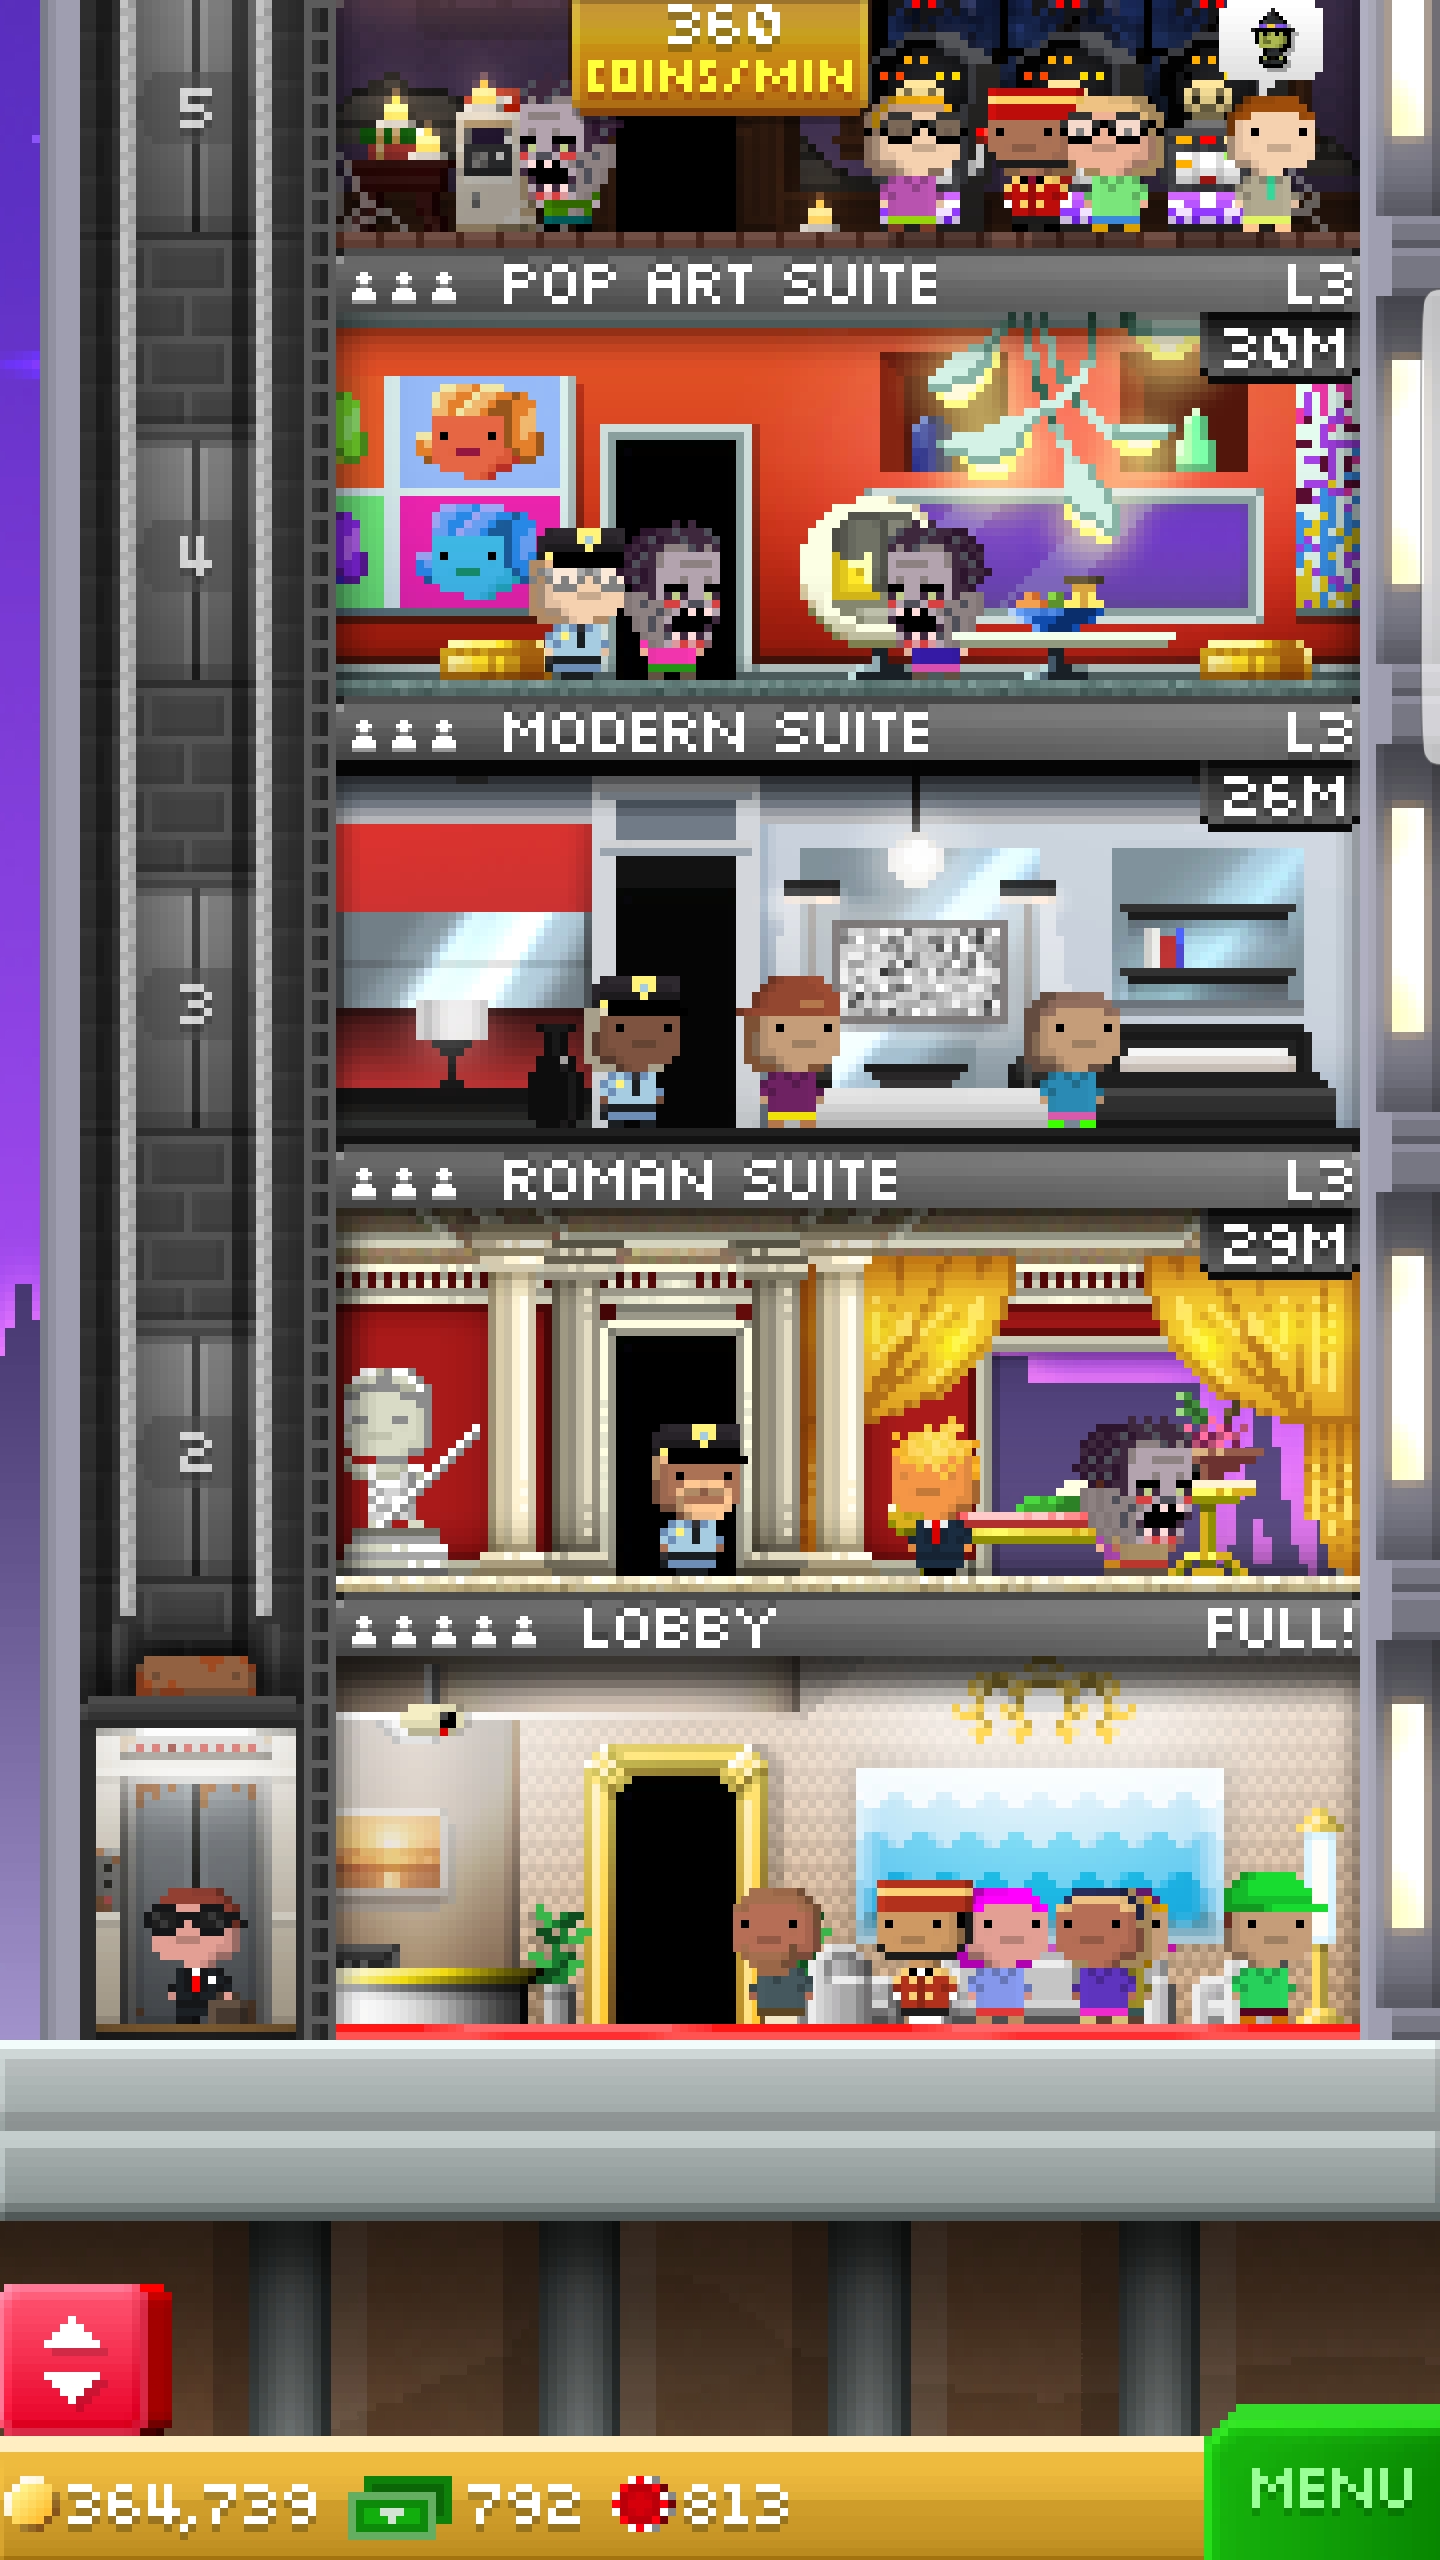 360
COINS/MIN
5
POP ART SUITE L3
30M
4
MODERN SUITE L3
26M
3
ROMAN SUITE L3
29M
2
LOBBY FULL!
364,739 792 813
MENU